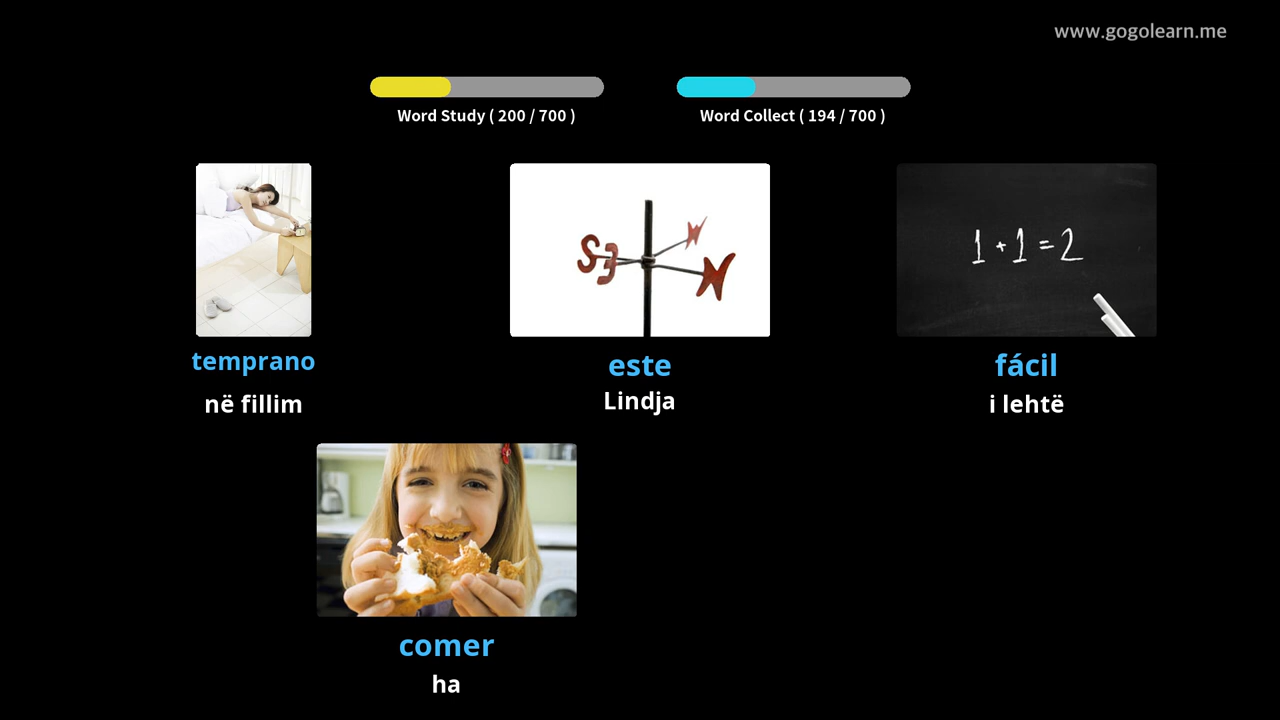 www.gogolearn.me
Word Study ( 200 / 700 )
Word Collect ( 194 / 700 )
S E N N
1 + 1 = 2
temprano
este
fácil
në fillim
Lindja
i lehtë
comer
ha